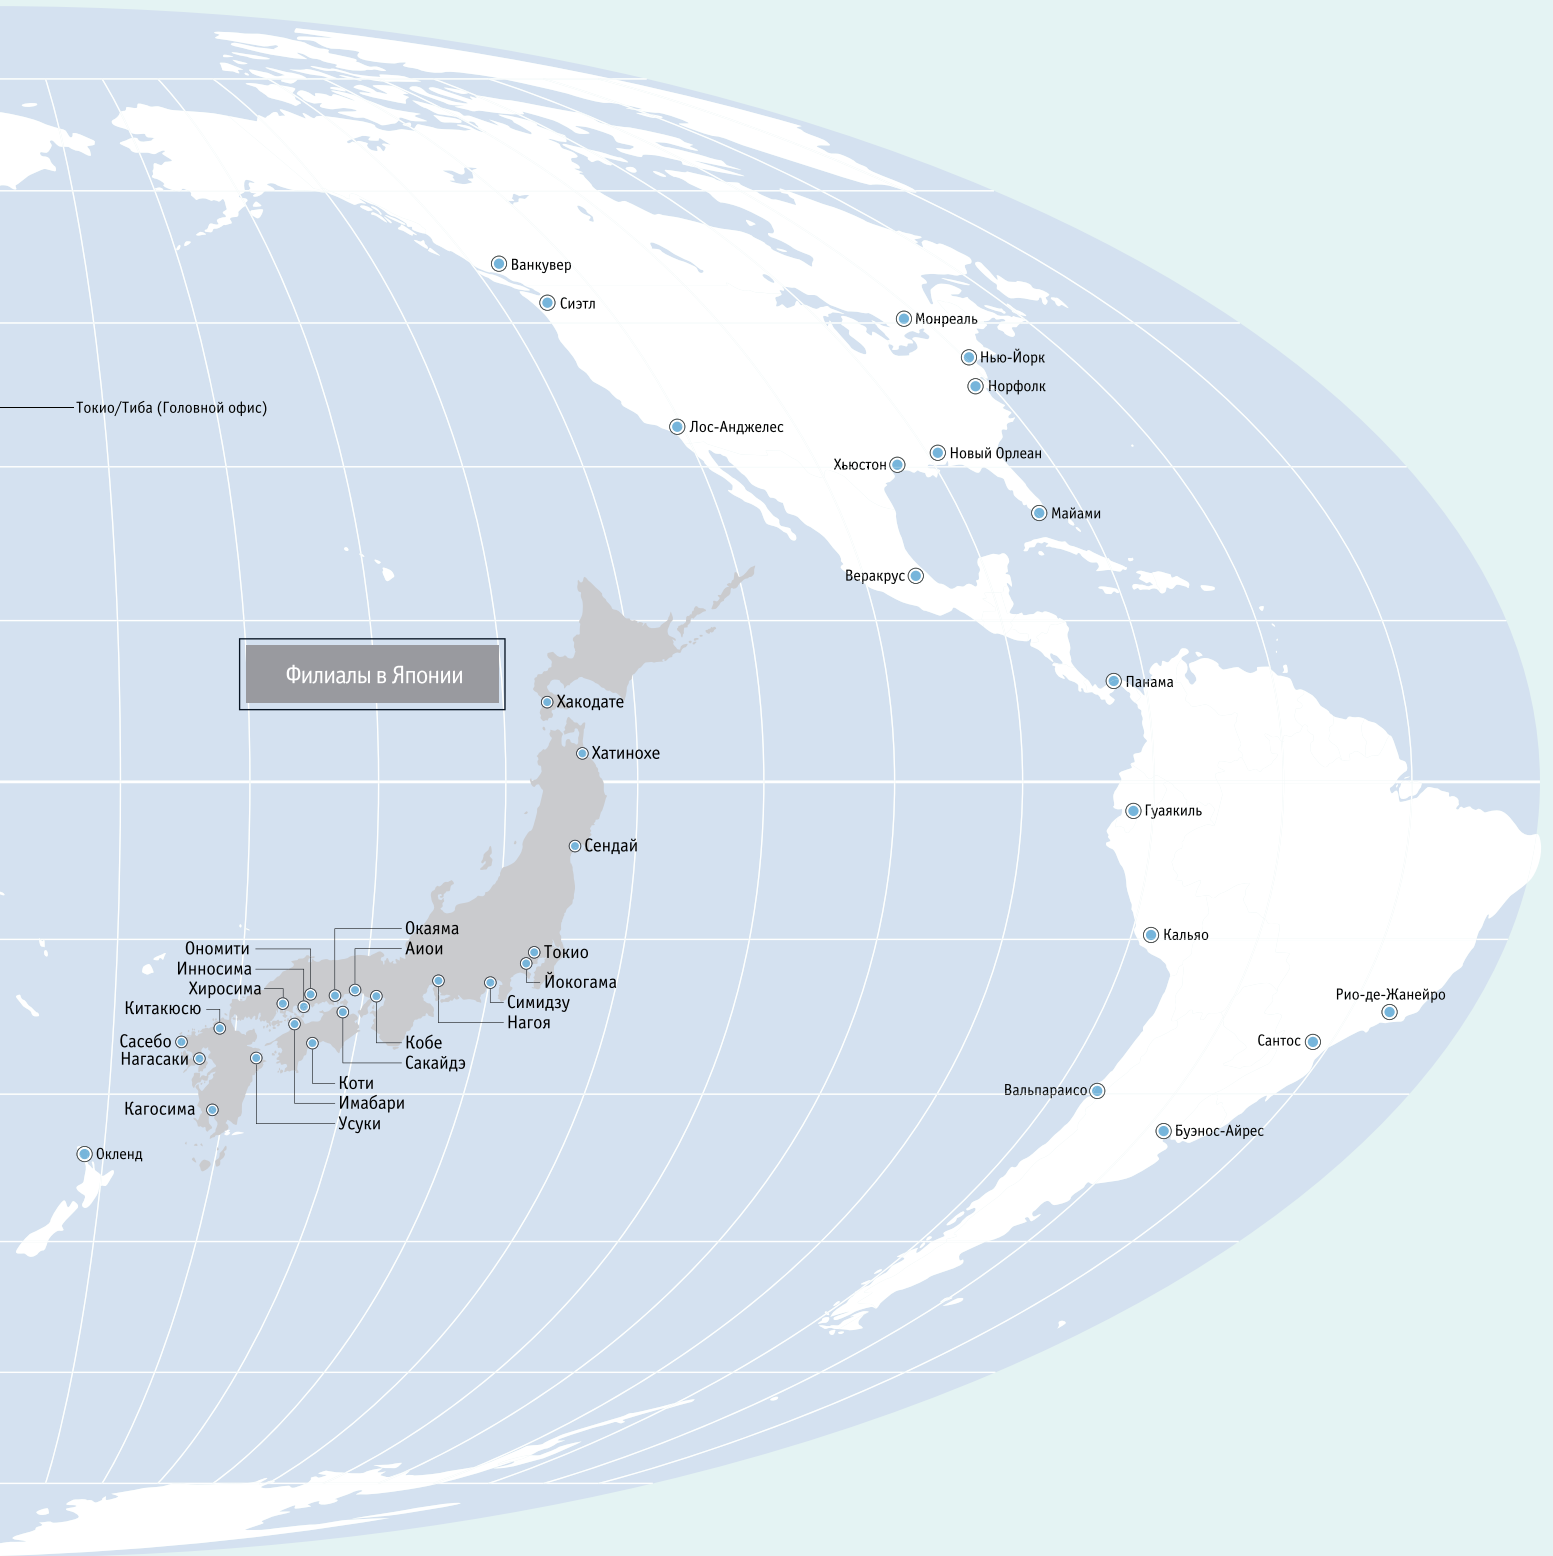 Ванкувер
Сиэтл
Монреаль
Нью-Йорк
Норфолк
Токио/Тиба (Головной офис)
Лос-Анджелес
Новый Орлеан
Хьюстон
Майами
Веракрус
Филиалы в Японии
Панама
Хакодате
Хатинохе
Гуаякиль
Сендай
Окаяма
Кальяо
Ономити
Аиои
Токио
Инносима
Йокогама
Хиросима
Рио-де-Жанейро
Симидзу
Китакюсю
Нагоя
Сасебо
Кобе
Сантос
Нагасаки
Сакайдэ
Коти
Вальпараисо
Имабари
Кагосима
Усуки
Буэнос-Айрес
Окленд